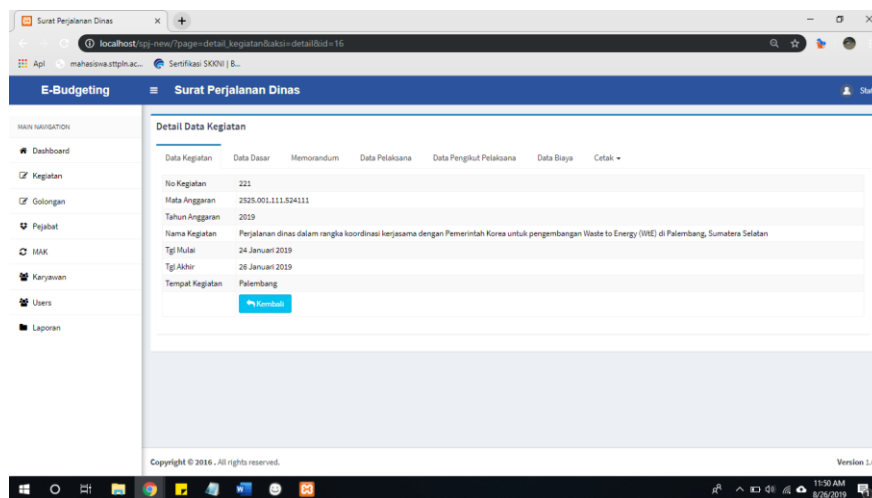 Surat Perjalanan Dinas
localhost/spj-new/?page=detail_kegiatan&aksi=detail&id=16
Apl mahasiswa.sttpln.ac... Sertifikasi SKKNI | B...
E-Budgeting Surat Perjalanan Dinas
MAIN NAVIGATION
Dashboard
Kegiatan
Golongan
Pejabat
MAK
Karyawan
Users
Laporan
Detail Data Kegiatan
Data Kegiatan Data Dasar Memorandum Data Pelaksana Data Pengikut Pelaksana Data Biaya Cetak
No Kegiatan 221
Mata Anggaran 2525.001.111.524111
Tahun Anggaran 2019
Nama Kegiatan Perjalanan dinas dalam rangka koordinasi kerjasama dengan Pemerintah Korea untuk pengembangan Waste to Energy (WtE) di Palembang, Sumatera Selatan
Tgl Mulai 24 Januari 2019
Tgl Akhir 26 Januari 2019
Tempat Kegiatan Palembang
Kembali
Copyright © 2016 . All rights reserved. Version 1.
11:50 AM
8/26/2019